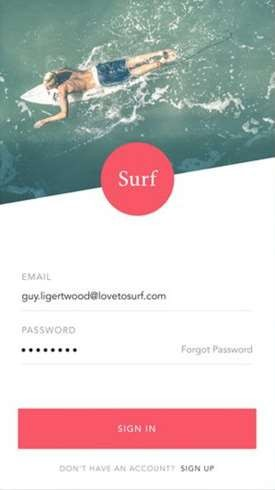 Surf
EMAIL
guy.ligertwood@lovetosurf.com
PASSWORD
•••••••• Forgot Password
SIGN IN
DON'T HAVE AN ACCOUNT? SIGN UP